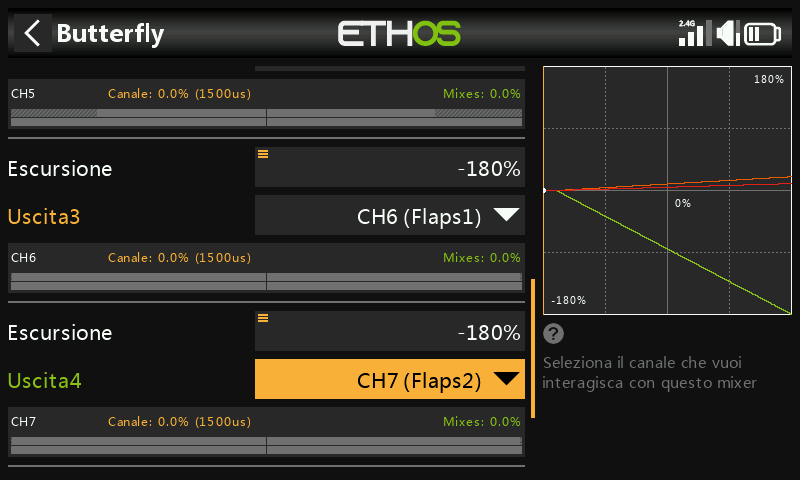 Butterfly
ETHOS
2.4G
CH5 Canale: 0.0% (1500us) Mixes: 0.0%
Escursione -180%
Uscita3 CH6 (Flaps1)
CH6 Canale: 0.0% (1500us) Mixes: 0.0%
Escursione -180%
Uscita4 CH7 (Flaps2)
CH7 Canale: 0.0% (1500us) Mixes: 0.0%
180%
0%
-180%
?
Seleziona il canale che vuoi
interagisca con questo mixer